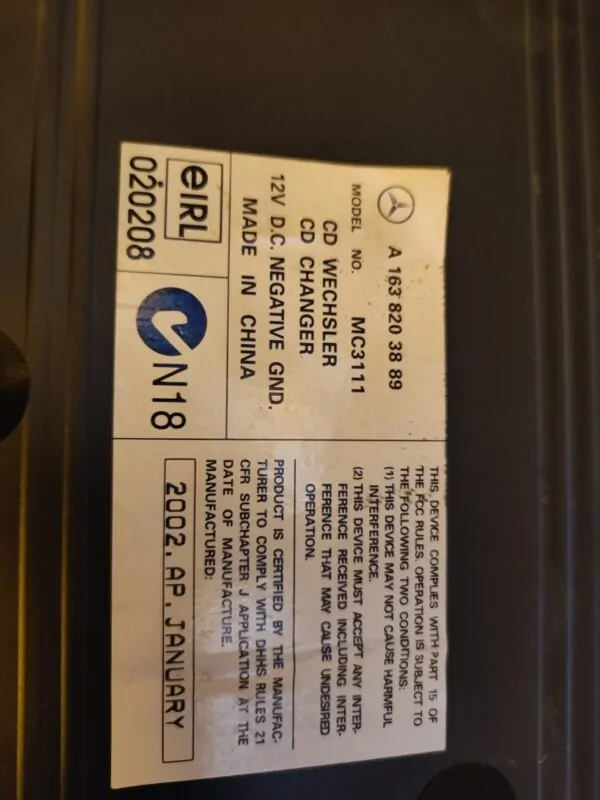 A 163 820 38 89
MODEL NO. MC3111
CD WECHSLER
CD CHANGER
12V D.C. NEGATIVE GND.
MADE IN CHINA
eIRL
020208
N18
THIS DEVICE COMPLIES WITH PART 15 OF
THE FCC RULES. OPERATION IS SUBJECT TO
THE FOLLOWING TWO CONDITIONS:
(1) THIS DEVICE MAY NOT CAUSE HARMFUL
INTERFERENCE.
(2) THIS DEVICE MUST ACCEPT ANY INTER-
FERENCE RECEIVED INCLUDING INTER-
FERENCE THAT MAY CAUSE UNDESIRED
OPERATION.
PRODUCT IS CERTIFIED BY THE MANUFAC-
TURER TO COMPLY WITH DHHS RULES 21
CFR SUBCHAPTER J APPLICATION AT THE
DATE OF MANUFACTURE.
MANUFACTURED:
2002. AP. JANUARY